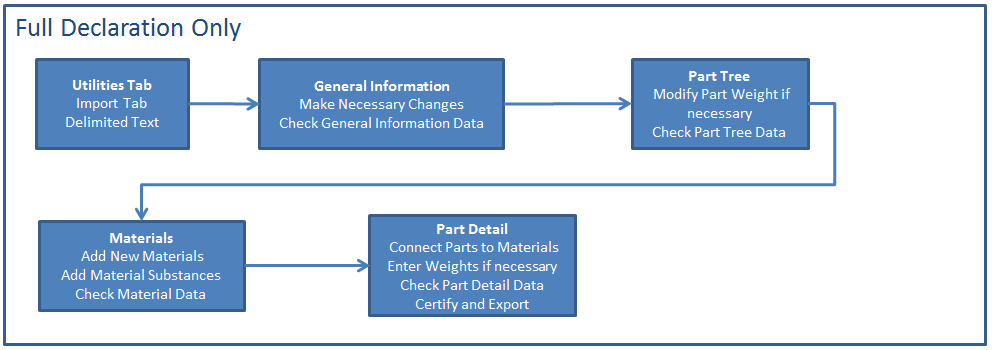 Full Declaration Only
Utilities Tab
Import Tab
Delimited Text
General Information
Make Necessary Changes
Check General Information Data
Part Tree
Modify Part Weight if
necessary
Check Part Tree Data
Materials
Add New Materials
Add Material Substances
Check Material Data
Part Detail
Connect Parts to Materials
Enter Weights if necessary
Check Part Detail Data
Certify and Export